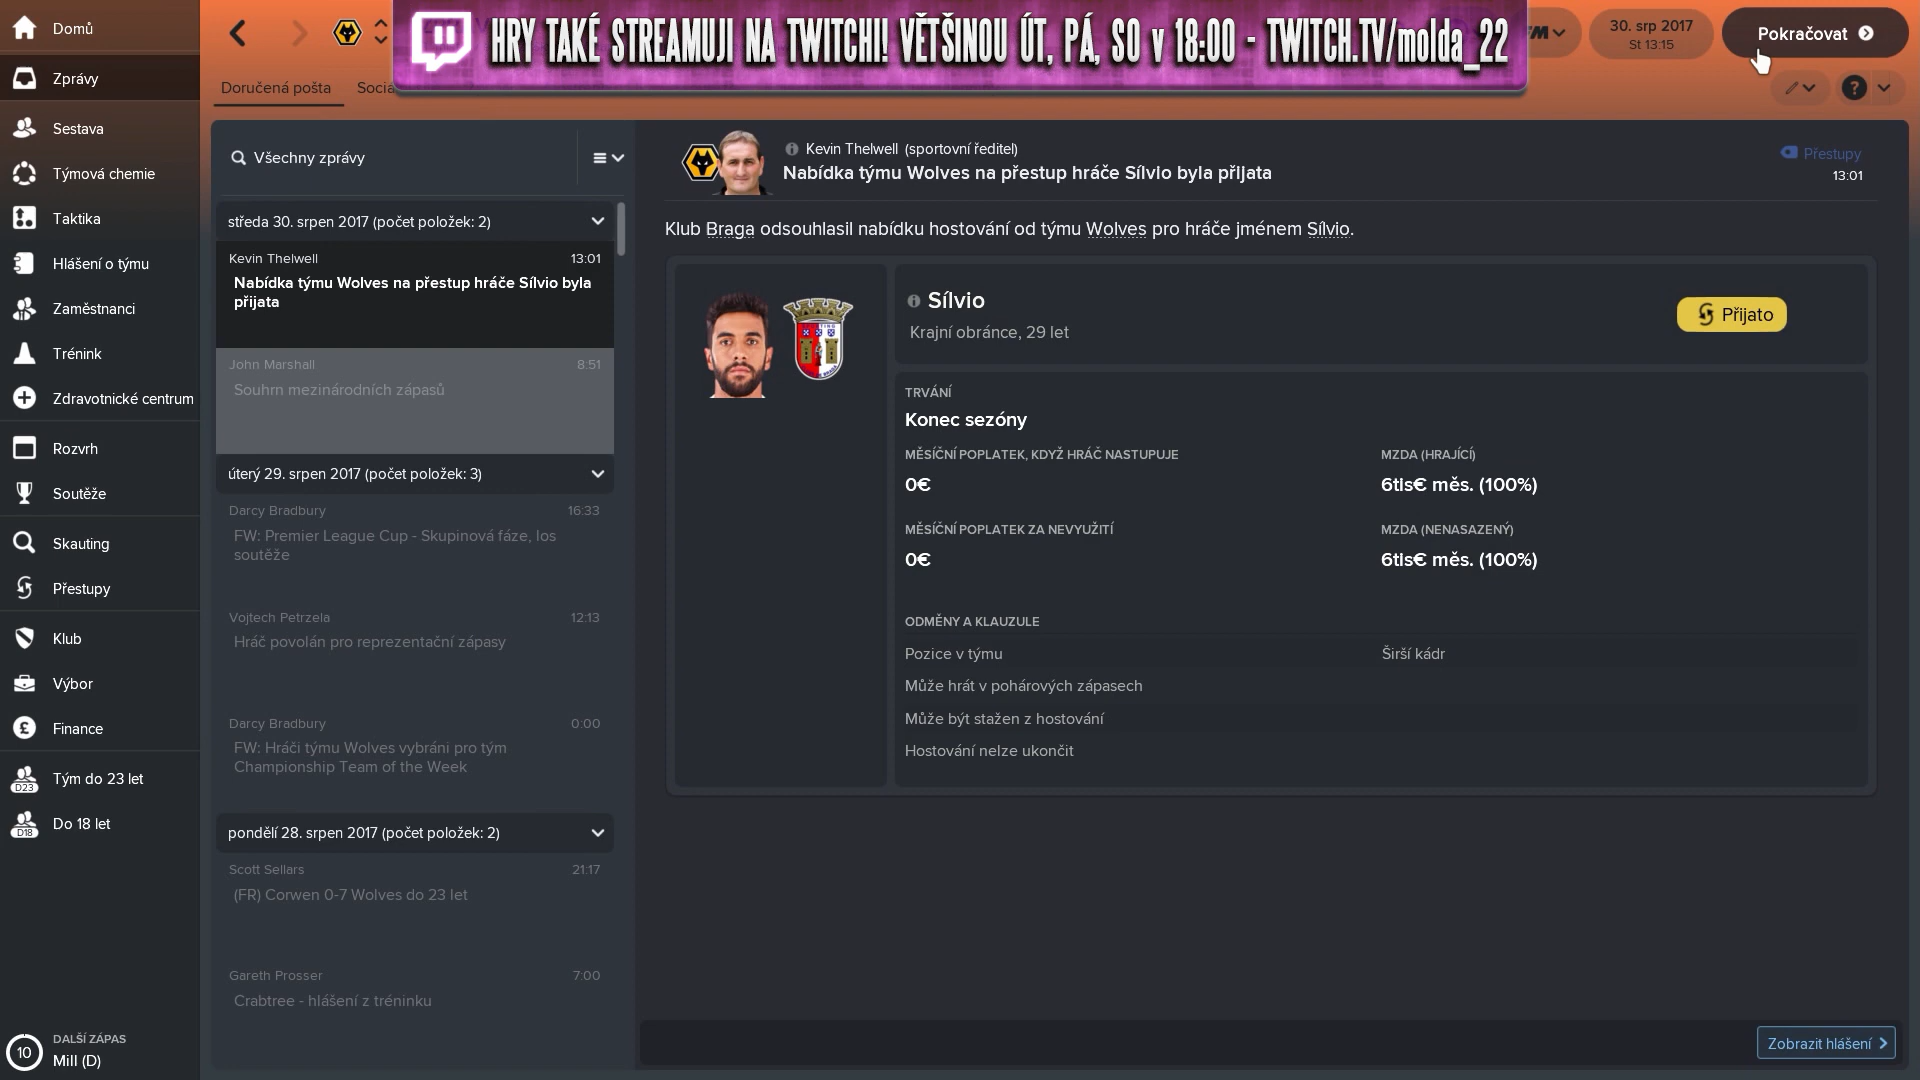 Domů
Zprávy
Sestava
Týmová chemie
Taktika
Hlášení o týmu
Zaměstnanci
Trénink
Zdravotnické centrum
Rozvrh
Soutěže
Skauting
Přestupy
Klub
Výbor
Finance
D23
Tým do 23 let
D18
Do 18 let
10
DALŠÍ ZÁPAS
Mill (D)
HRY TAKÉ STREAMUJI NA TWITCHI! VĚTŠINOU ÚT, PÁ, SO v 18:00 - TWITCH.TV/molda_22
30. srp 2017
St 13:15
Pokračovat
Doručená pošta
Všechny zprávy
středa 30. srpen 2017 (počet položek: 2)
Kevin Thelwell 13:01
Nabídka týmu Wolves na přestup hráče Sílvio byla
přijata
John Marshall 8:51
Souhrn mezinárodních zápasů
úterý 29. srpen 2017 (počet položek: 3)
Darcy Bradbury 16:33
FW: Premier League Cup - Skupinová fáze, los
soutěže
Vojtech Petrzela 12:13
Hráč povolán pro reprezentační zápasy
Darcy Bradbury 0:00
FW: Hráči týmu Wolves vybráni pro tým
Championship Team of the Week
pondělí 28. srpen 2017 (počet položek: 2)
Scott Sellars 21:17
(FR) Corwen 0-7 Wolves do 23 let
Gareth Prosser 7:00
Crabtree - hlášení z tréninku
Kevin Thelwell (sportovní ředitel)
Nabídka týmu Wolves na přestup hráče Sílvio byla přijata
Přestupy
13:01
Klub Braga odsouhlasil nabídku hostování od týmu Wolves pro hráče jménem Sílvio.
Sílvio
Krajní obránce, 29 let
Přijato
TRVÁNÍ
Konec sezóny
MĚSÍČNÍ POPLATEK, KDYŽ HRÁČ NASTUPUJE
0€
MZDA (HRAJÍCÍ)
6tis€ měs. (100%)
MĚSÍČNÍ POPLATEK ZA NEVYUŽITÍ
0€
MZDA (NENASAZENÝ)
6tis€ měs. (100%)
ODMĚNY A KLAUZULE
Pozice v týmu Širší kádr
Může hrát v pohárových zápasech
Může být stažen z hostování
Hostování nelze ukončit
Zobrazit hlášení